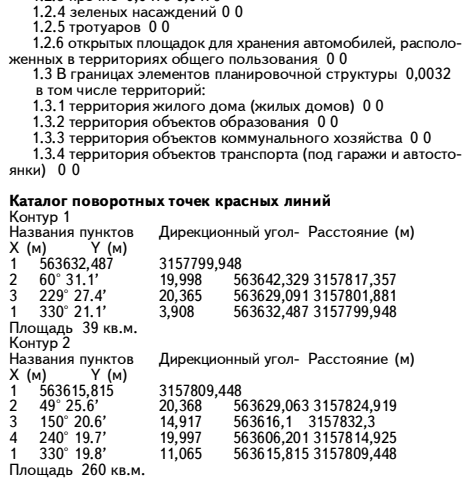 1.2.4 зеленых насаждений 0 0
1.2.5 тротуаров 0 0
1.2.6 открытых площадок для хранения автомобилей, располо-
женных в территориях общего пользования 0 0
1.3 В границах элементов планировочной структуры 0,0032
в том числе территорий:
1.3.1 территория жилого дома (жилых домов) 0 0
1.3.2 территория объектов образования 0 0
1.3.3 территория объектов коммунального хозяйства 0 0
1.3.4 территория объектов транспорта (под гаражи и автосто-
янки) 0 0
Каталог поворотных точек красных линий
Контур 1
Названия пунктов Дирекционный угол- Расстояние (м)
X (м) Y (м)
1 563632,487 3157799,948
2 60° 31.1’ 19,998 563642,329 3157817,357
3 229° 27.4’ 20,365 563629,091 3157801,881
1 330° 21.1’ 3,908 563632,487 3157799,948
Площадь 39 кв.м.
Контур 2
Названия пунктов Дирекционный угол- Расстояние (м)
X (м) Y (м)
1 563615,815 3157809,448
2 49° 25.6’ 20,368 563629,063 3157824,919
3 150° 20.6’ 14,917 563616,1 3157832,3
4 240° 19.7’ 19,997 563606,201 3157814,925
1 330° 19.8’ 11,065 563615,815 3157809,448
Площадь 260 кв.м.